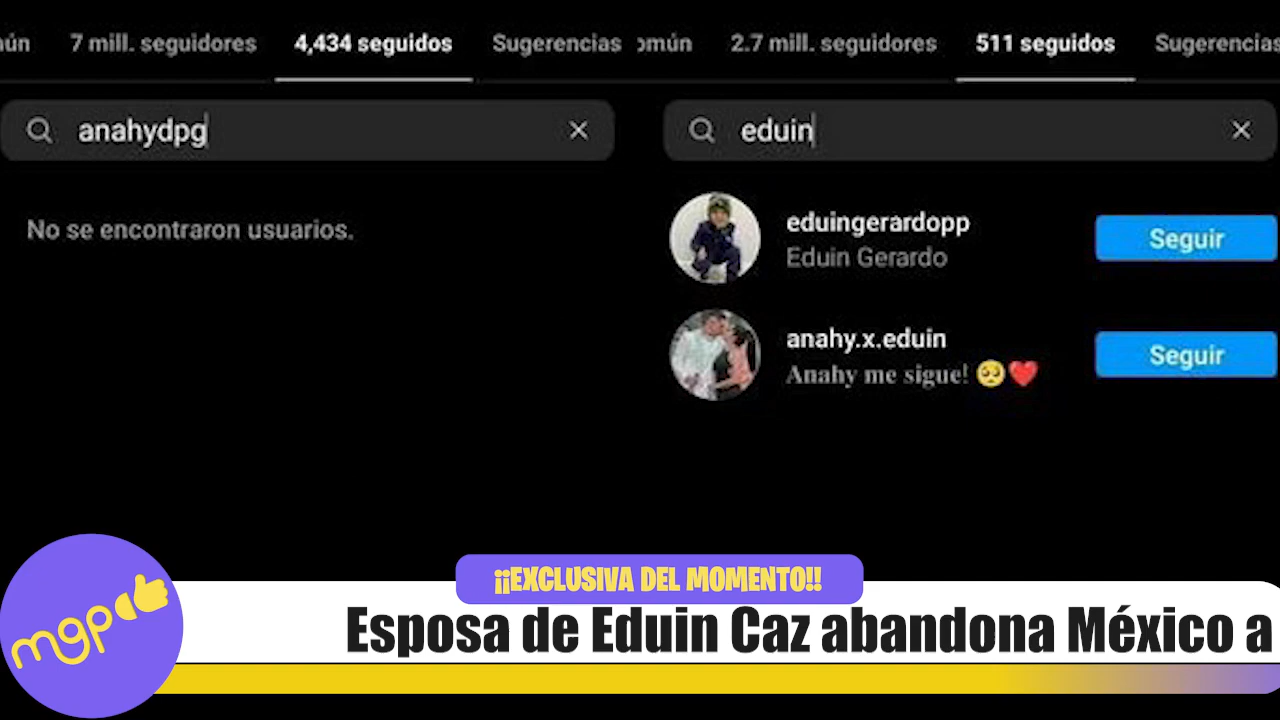 ún 7 mill. seguidores 4,434 seguidos Sugerencias
omún 2.7 mill. seguidores 511 seguidos Sugerencias
anahydpg
No se encontraron usuarios.
eduin
eduingerardopp
Eduin Gerardo
Seguir
anahy.x.eduin
Anahy me sigue! 🥺❤️
Seguir
¡¡EXCLUSIVA DEL MOMENTO!!
mgp
Esposa de Eduin Caz abandona México a